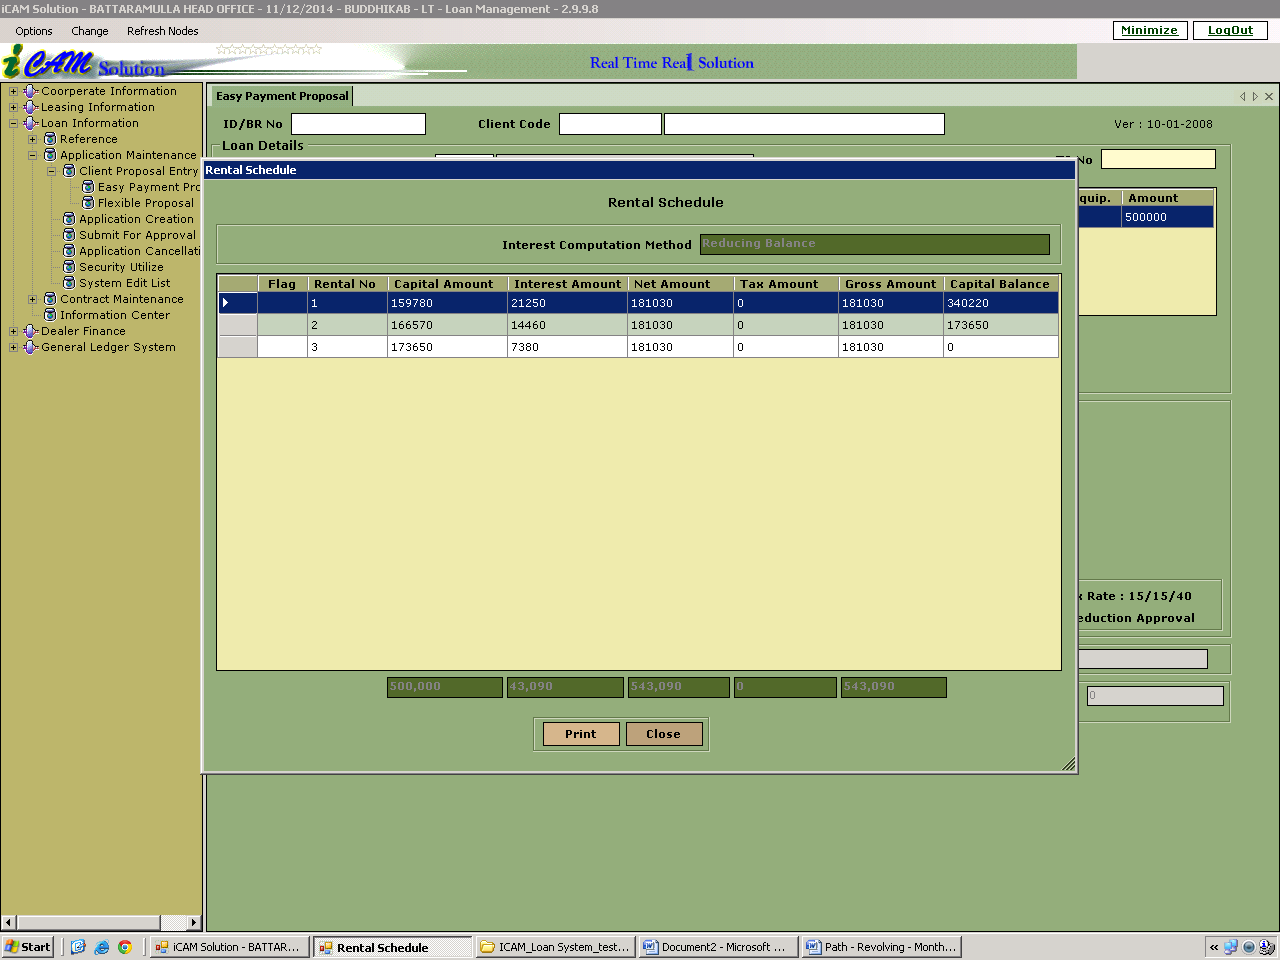 iCAM Solution - BATTARAMULLA HEAD OFFICE - 11/12/2014 - BUDDHIKAB - LT - Loan Management - 2.9.9.8
Options Change Refresh Nodes Minimize LogOut
iCAM Solution Real Time Real Solution
Coorperate Information
Leasing Information
Loan Information
Reference
Application Maintenance
Client Proposal Entry
Easy Payment Pro
Flexible Proposal
Application Creation
Submit For Approval
Application Cancellati
Security Utilize
System Edit List
Contract Maintenance
Information Center
Dealer Finance
General Ledger System
Easy Payment Proposal
ID/BR No Client Code Ver : 10-01-2008
Loan Details
No
quip. Amount
500000
Rental Schedule
Rental Schedule
Interest Computation Method Reducing Balance
Flag Rental No Capital Amount Interest Amount Net Amount Tax Amount Gross Amount Capital Balance
1 159780 21250 181030 0 181030 340220
2 166570 14460 181030 0 181030 173650
3 173650 7380 181030 0 181030 0
x Rate : 15/15/40
eduction Approval
500,000 43,090 543,090 0 543,090
0
Print Close
Start iCAM Solution - BATTAR... Rental Schedule ICAM_Loan System_test... Document2 - Microsoft ... Path - Revolving - Month...